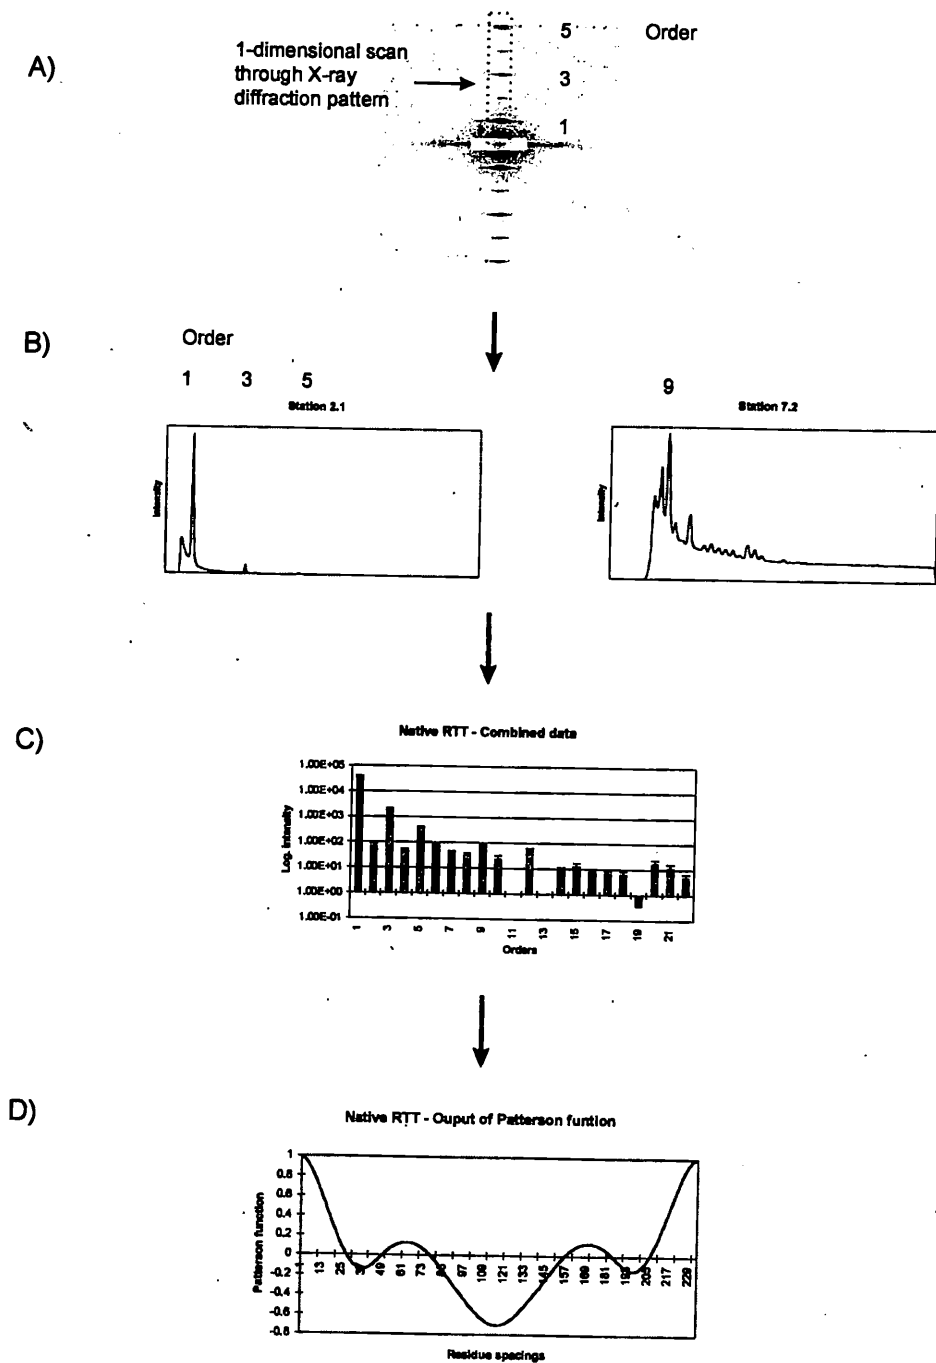 A)
1-dimensional scan
through X-ray
diffraction pattern
5
Order
3
1
B)
Order
1 3 5
9
Station 2.1
Station 7.2
Intensity
Intensity
C)
Native RTT - Combined data
Log. Intensity
1.00E+05
1.00E+04
1.00E+03
1.00E+02
1.00E+01
1.00E+00
1.00E-01
1 3 5 7 9 11 13 15 17 19 21
Orders
D)
Native RTT - Ouput of Patterson funtion
Patterson function
1
0.8
0.6
0.4
0.2
0
-0.2
-0.4
-0.6
-0.8
13 25 49 61 73 97 109 121 133 145 157 169 181 193 205 217 229
Residue spacings